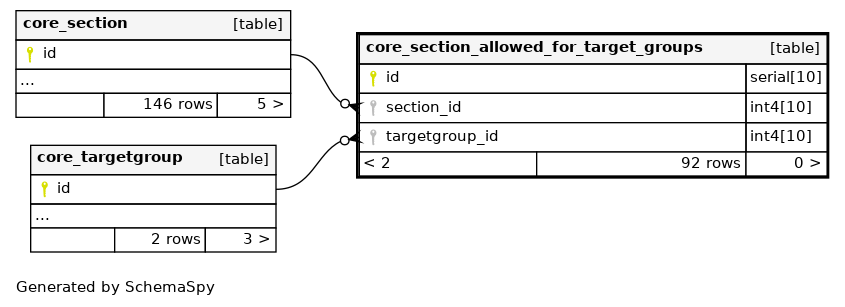 core_section [table]
id
...
146 rows 5 >
core_targetgroup [table]
id
...
2 rows 3 >
core_section_allowed_for_target_groups [table]
id serial[10]
section_id int4[10]
targetgroup_id int4[10]
< 2 92 rows 0 >
Generated by SchemaSpy